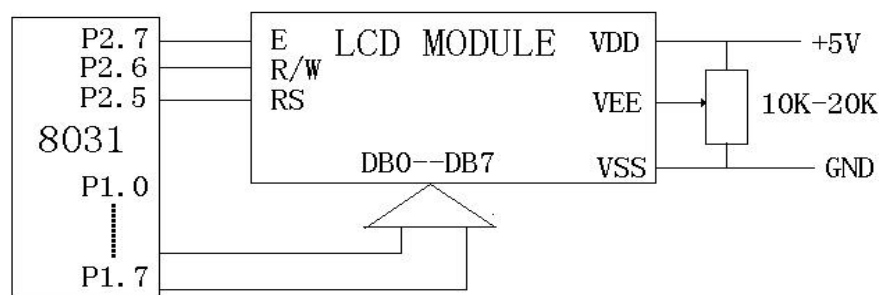 P2.7 E LCD MODULE VDD +5V
P2.6 R/W
P2.5 RS VEE 10K-20K
8031
DB0--DB7 VSS GND
P1.0
P1.7